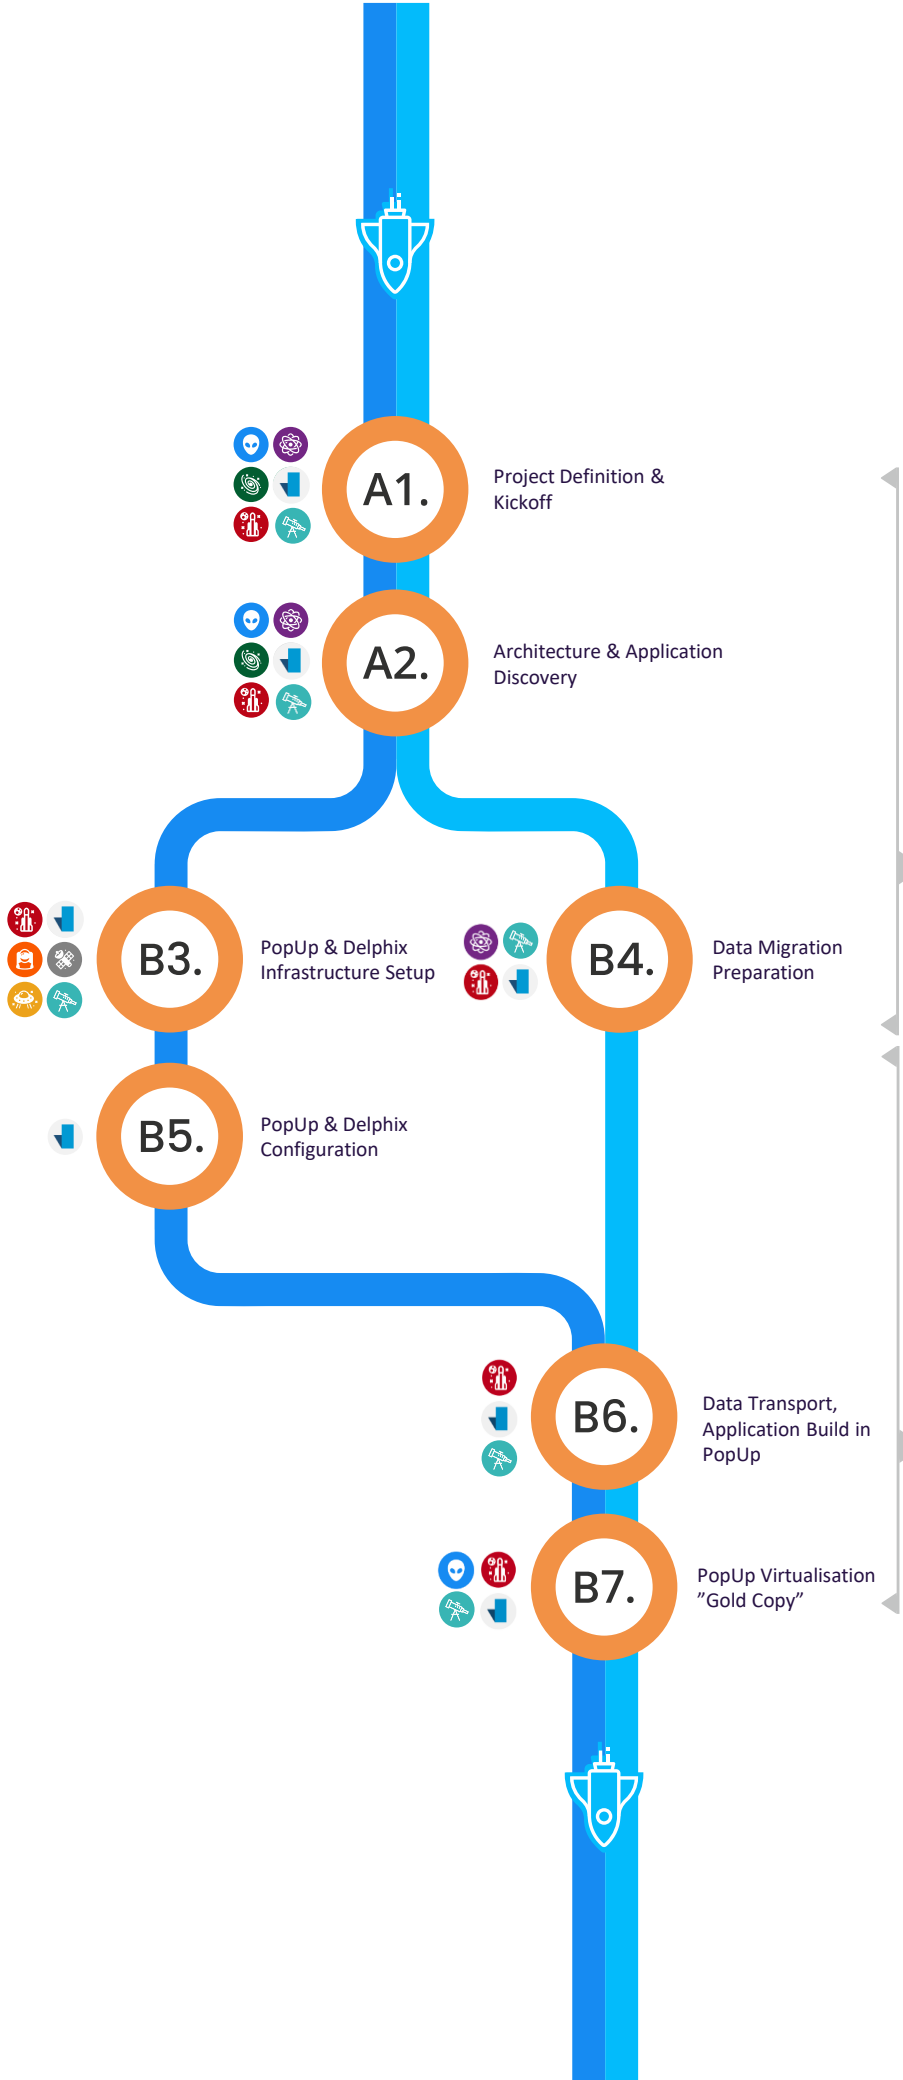 A1.
Project Definition &
Kickoff
A2.
Architecture & Application
Discovery
B3.
PopUp & Delphix
Infrastructure Setup
B4.
Data Migration
Preparation
B5.
PopUp & Delphix
Configuration
B6.
Data Transport,
Application Build in
PopUp
B7.
PopUp Virtualisation
”Gold Copy”